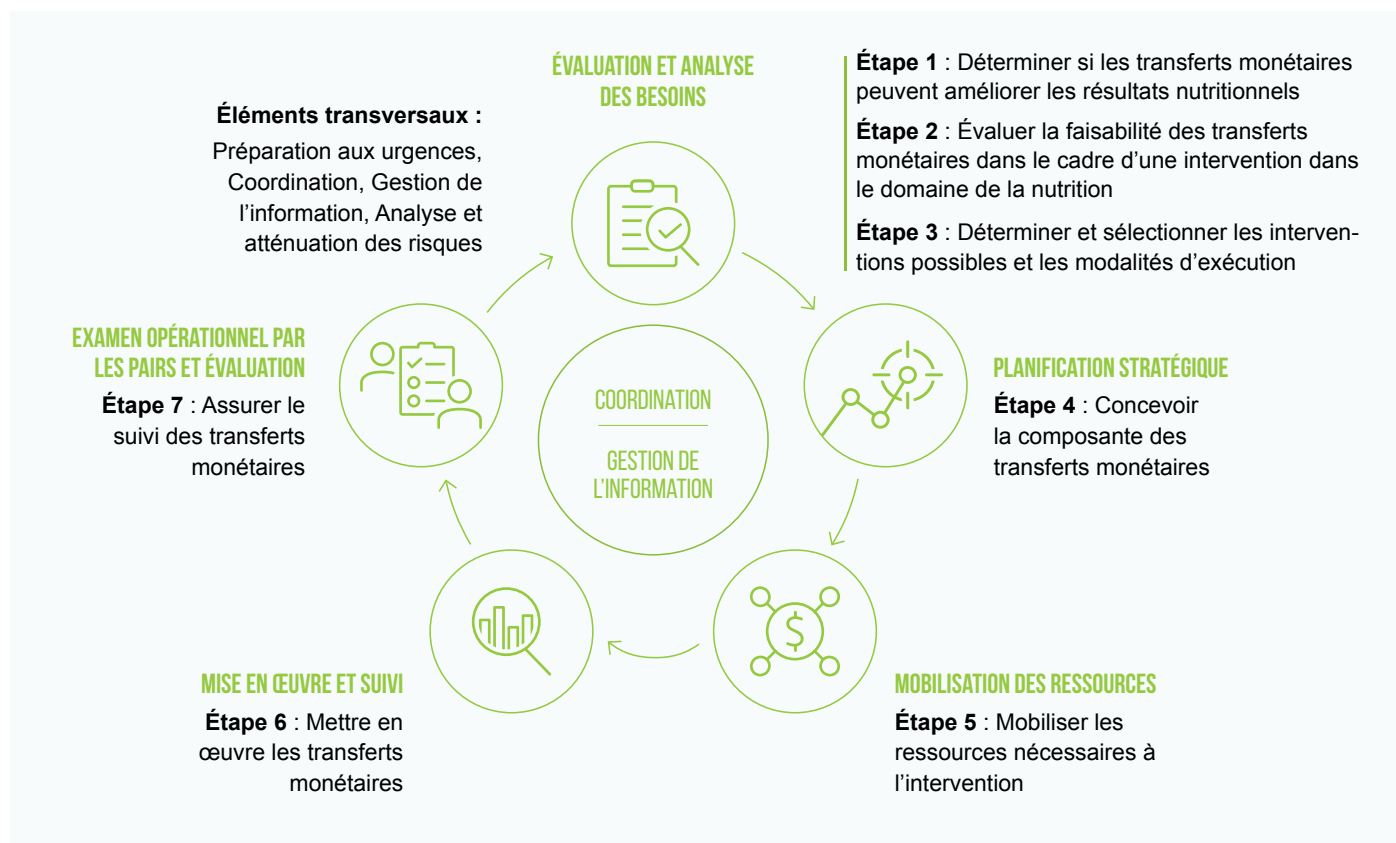 ÉVALUATION ET ANALYSE
DES BESOINS
Étape 1 : Déterminer si les transferts monétaires
peuvent améliorer les résultats nutritionnels
Étape 2 : Évaluer la faisabilité des transferts
monétaires dans le cadre d’une intervention dans
le domaine de la nutrition
Étape 3 : Déterminer et sélectionner les interven-
tions possibles et les modalités d’exécution
Éléments transversaux :
Préparation aux urgences,
Coordination, Gestion de
l’information, Analyse et
atténuation des risques
EXAMEN OPÉRATIONNEL PAR
LES PAIRS ET ÉVALUATION
Étape 7 : Assurer le
suivi des transferts
monétaires
COORDINATION
GESTION DE
L’INFORMATION
PLANIFICATION STRATÉGIQUE
Étape 4 : Concevoir
la composante des
transferts monétaires
$
MISE EN ŒUVRE ET SUIVI
Étape 6 : Mettre en
œuvre les transferts
monétaires
MOBILISATION DES RESSOURCES
Étape 5 : Mobiliser les
ressources nécessaires à
l’intervention